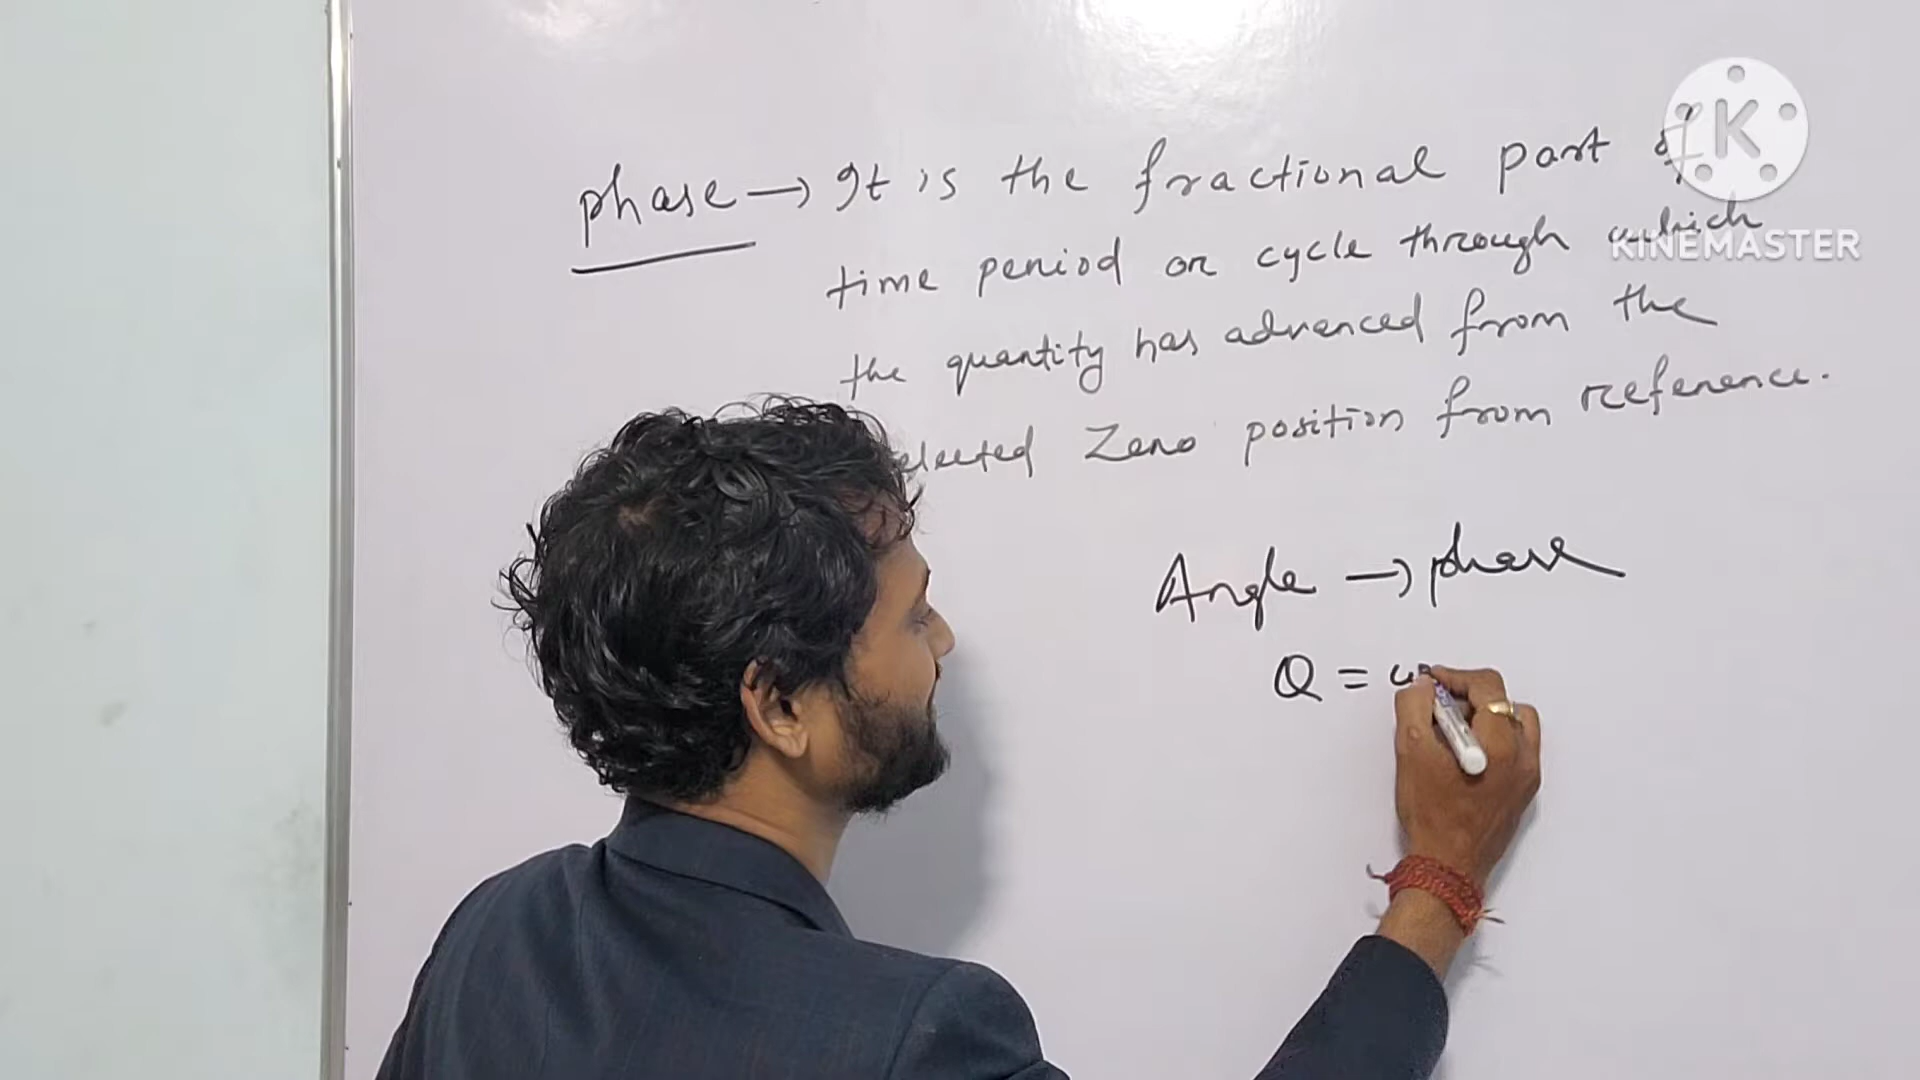 phase → It is the fractional part of
time period or cycle through which
the quantity has advanced from the
elected Zero position from reference.
Angle → phase
Q = ω
K
KINEMASTER